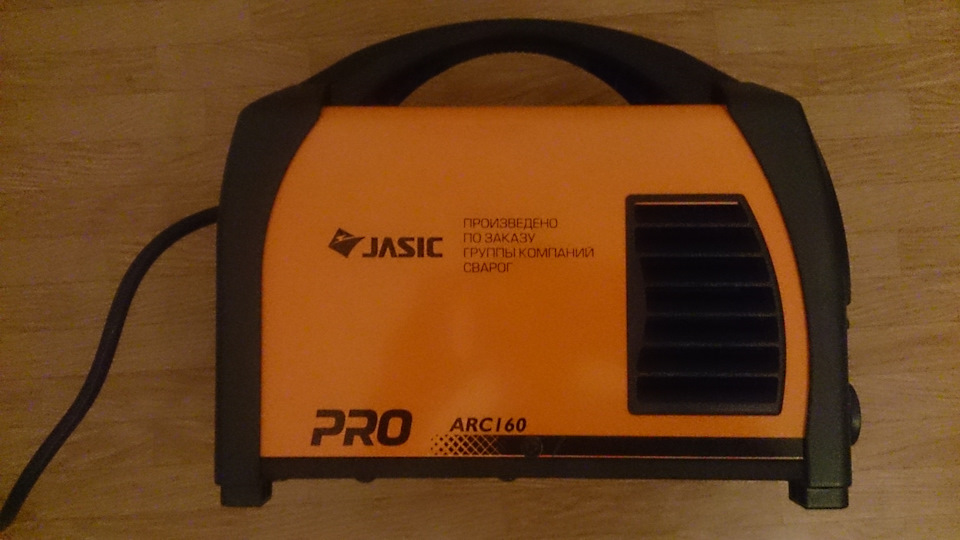 JASIC
ПРОИЗВЕДЕНО
ПО ЗАКАЗУ
ГРУППЫ КОМПАНИЙ
СВАРОГ
PRO
ARC160